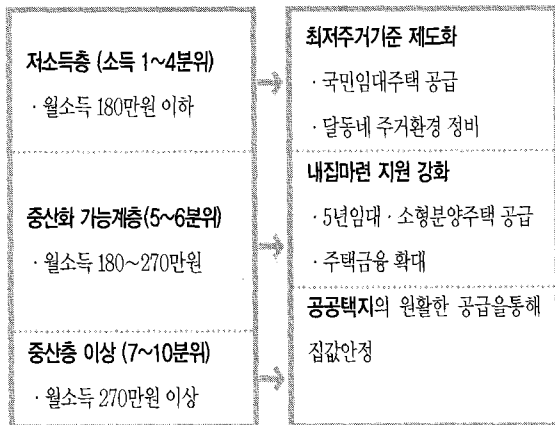 저소득층 (소득 1~4분위)
· 월소득 180만원 이하
중산화 가능계층(5~6분위)
· 월소득 180~270만원
중산층 이상 (7~10분위)
· 월소득 270만원 이상
최저주거기준 제도화
· 국민임대주택 공급
· 달동네 주거환경 정비
내집마련 지원 강화
· 5년임대 · 소형분양주택 공급
· 주택금융 확대
공공택지의 원활한 공급을통해
집값안정